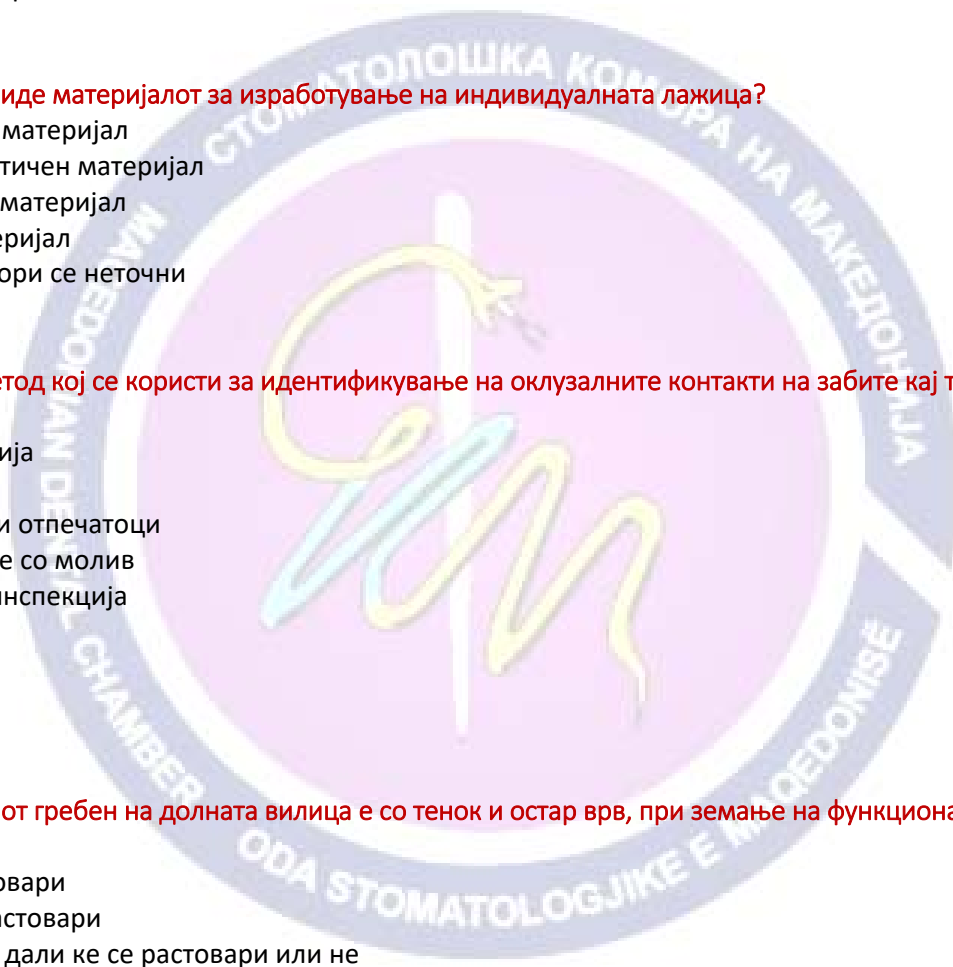 иде материјалот за изработување на индивидуалната лажица?
материјал
тичен материјал
материјал
еријал
ори се неточни
етод кој се користи за идентификување на оклузалните контакти на забите кај т
ија
и отпечатоци
е со молив
инспекција
от гребен на долната вилица е со тенок и остар врв, при земање на функциона
овари
астовари
дали ке се растовари или не
СТОМАТОЛОШКА КОМОРА НА МАКЕДОНИЈА
MAKEDONIAN DENTAL CHAMBER
ODA STOMATOLOGJIKE E MAQEDONISË